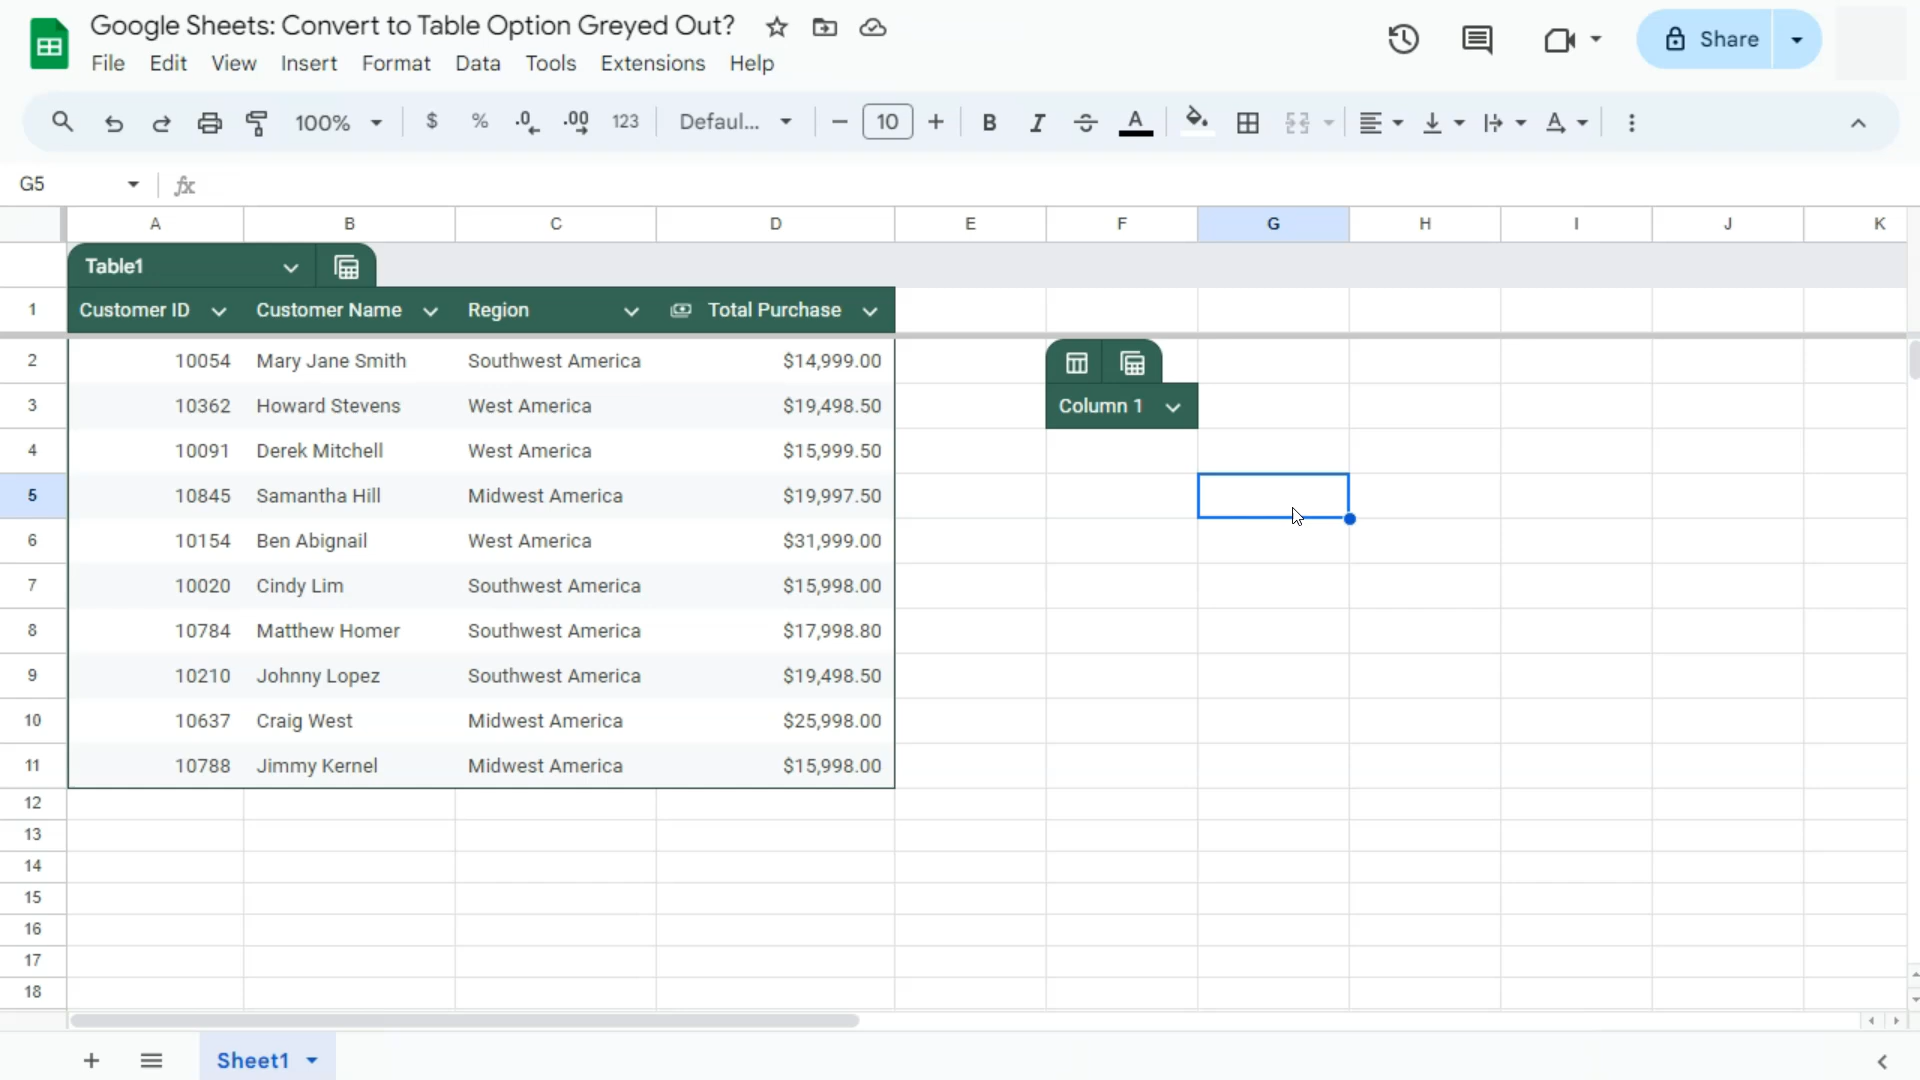 Google Sheets: Convert to Table Option Greyed Out?
File Edit View Insert Format Data Tools Extensions Help
Share
100% $ % .0 .00 123 Defaul... 10 B I S A A
G5 fx
A B C D E F G H I J K
Table1
1 Customer ID Customer Name Region Total Purchase
2 10054 Mary Jane Smith Southwest America $14,999.00
3 10362 Howard Stevens West America $19,498.50 Column 1
4 10091 Derek Mitchell West America $15,999.50
5 10845 Samantha Hill Midwest America $19,997.50
6 10154 Ben Abignail West America $31,999.00
7 10020 Cindy Lim Southwest America $15,998.00
8 10784 Matthew Homer Southwest America $17,998.80
9 10210 Johnny Lopez Southwest America $19,498.50
10 10637 Craig West Midwest America $25,998.00
11 10788 Jimmy Kernel Midwest America $15,998.00
12
13
14
15
16
17
18
Sheet1